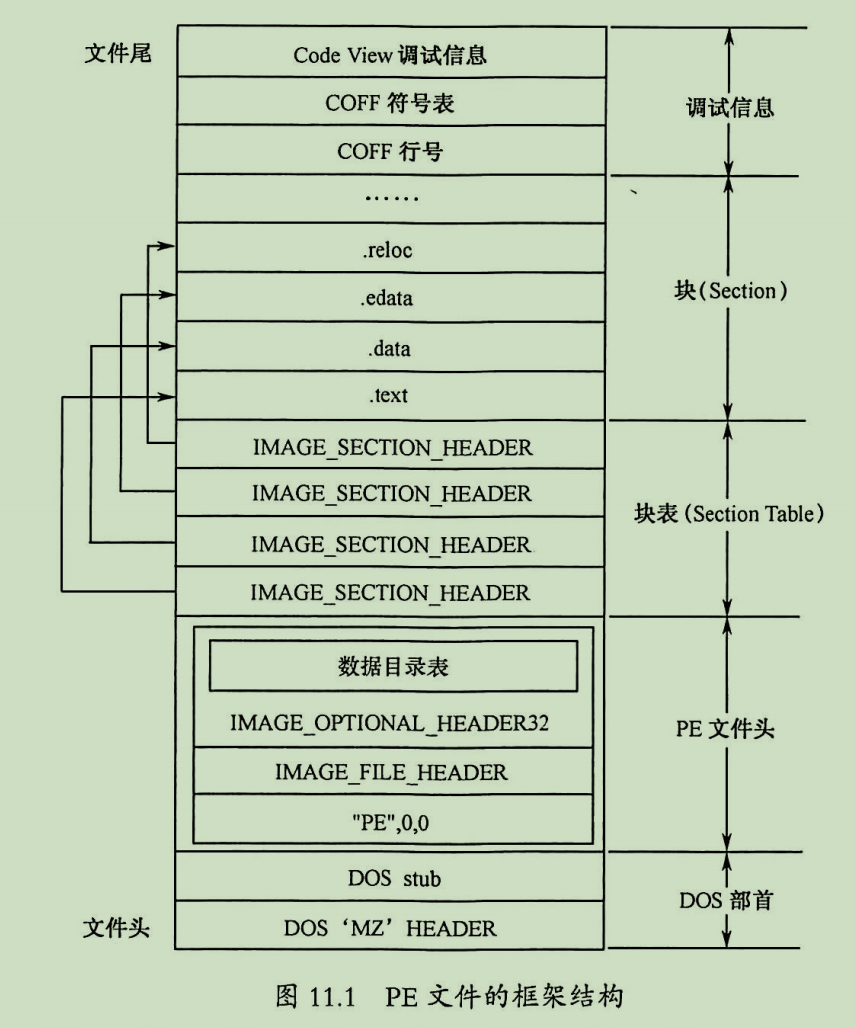 文件尾
Code View 调试信息
COFF 符号表
调试信息
COFF 行号
……
.reloc
.edata
块(Section)
.data
.text
IMAGE_SECTION_HEADER
IMAGE_SECTION_HEADER
块表(Section Table)
IMAGE_SECTION_HEADER
IMAGE_SECTION_HEADER
数据目录表
IMAGE_OPTIONAL_HEADER32
PE 文件头
IMAGE_FILE_HEADER
"PE",0,0
DOS stub
DOS 部首
文件头
DOS ‘MZ’ HEADER
图 11.1 PE 文件的框架结构